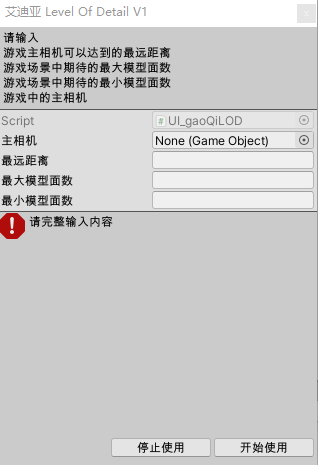 艾迪亚 Level Of Detail V1
请输入
游戏主相机可以达到的最远距离
游戏场景中期待的最大模型面数
游戏场景中期待的最小模型面数
游戏中的主相机
Script UI_gaoQiLOD
主相机 None (Game Object)
最远距离
最大模型面数
最小模型面数
请完整输入内容
停止使用 开始使用